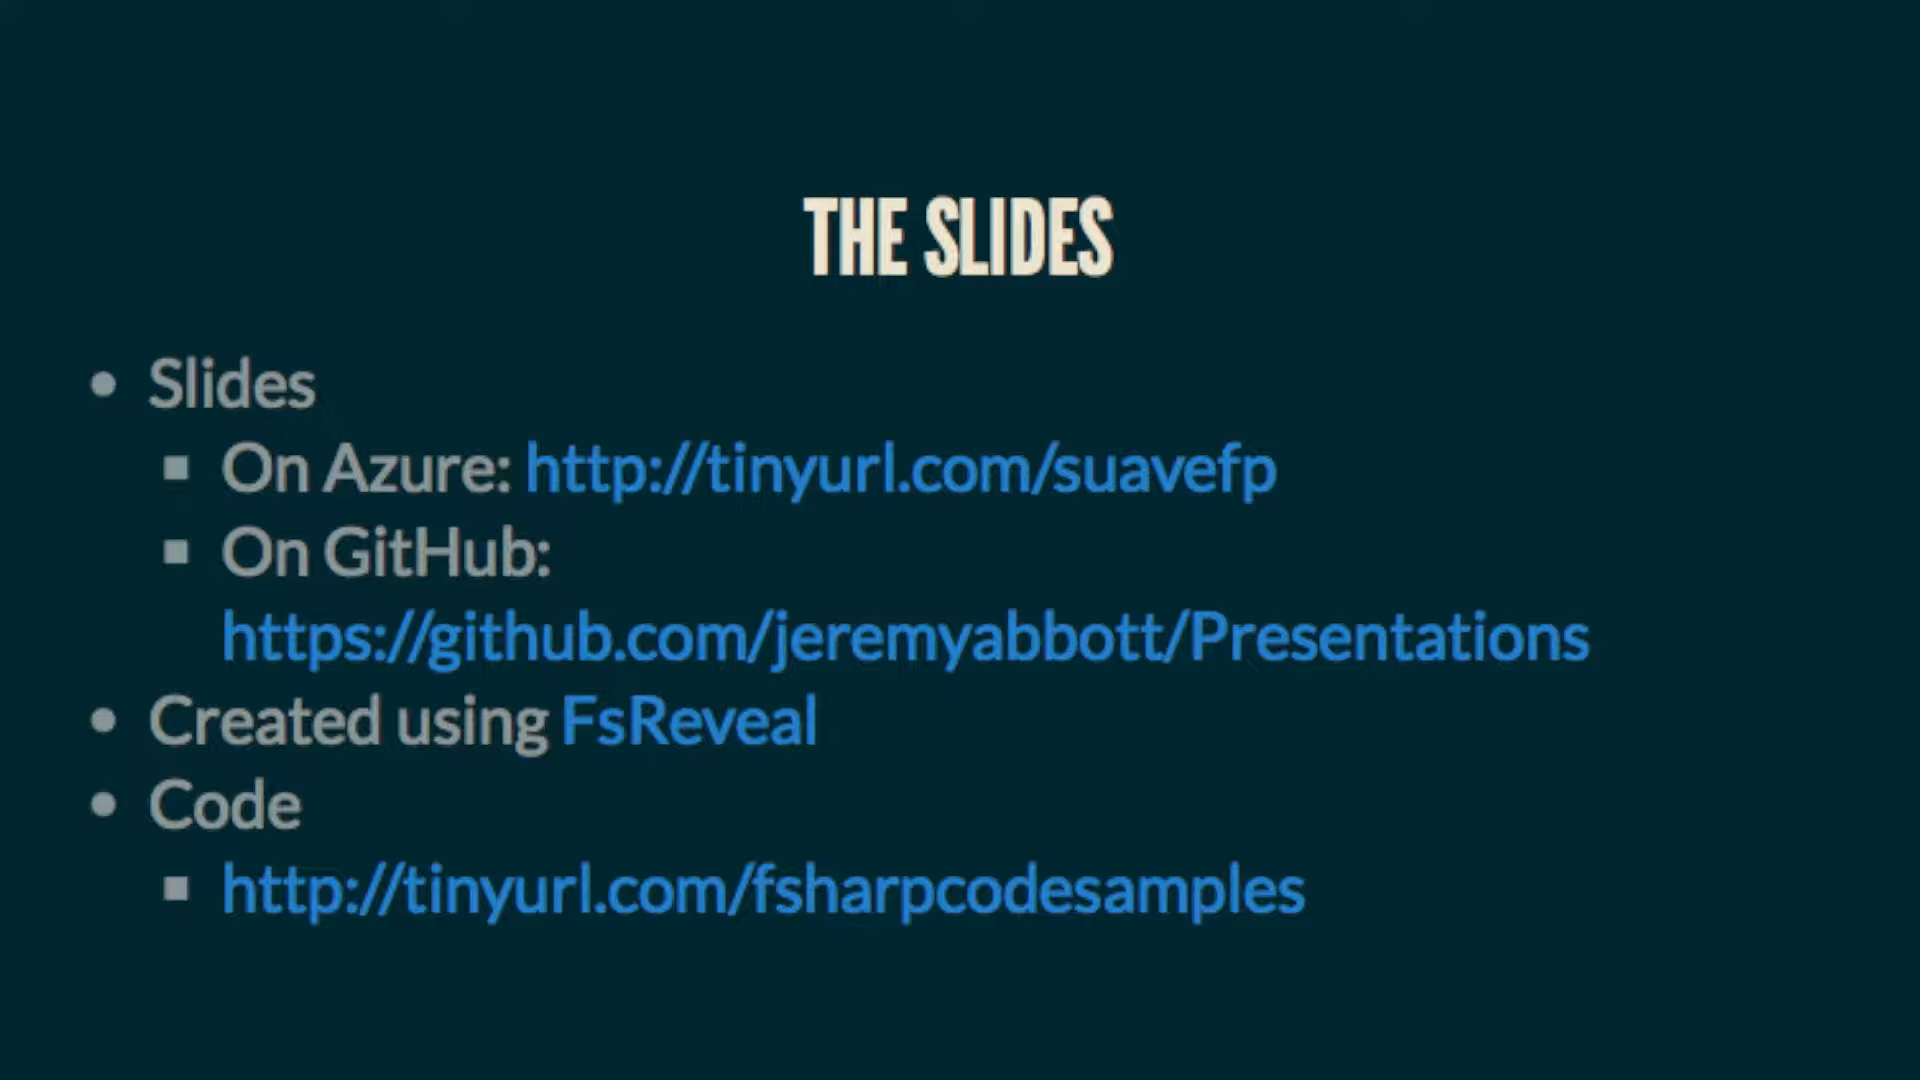 THE SLIDES
Slides
On Azure: http://tinyurl.com/suavefp
On GitHub:
https://github.com/jeremyabbott/Presentations
Created using FsReveal
Code
http://tinyurl.com/fsharpcodesamples